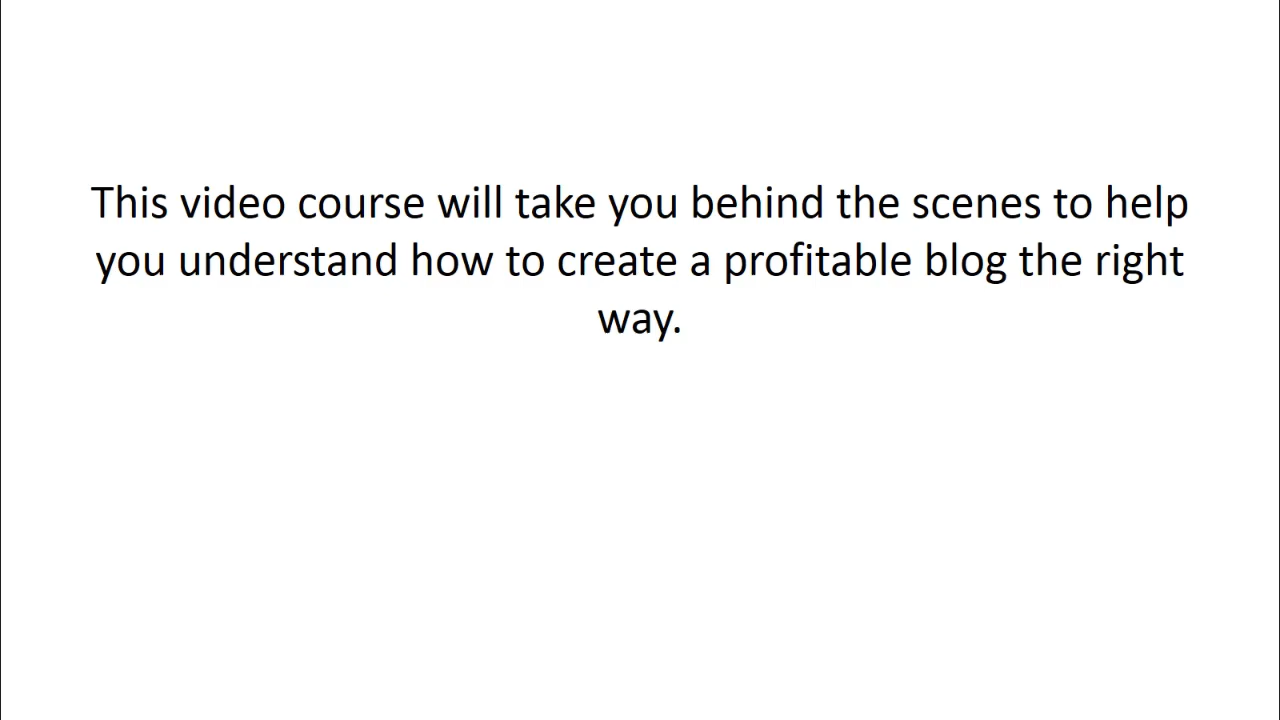 This video course will take you behind the scenes to help
you understand how to create a profitable blog the right
way.